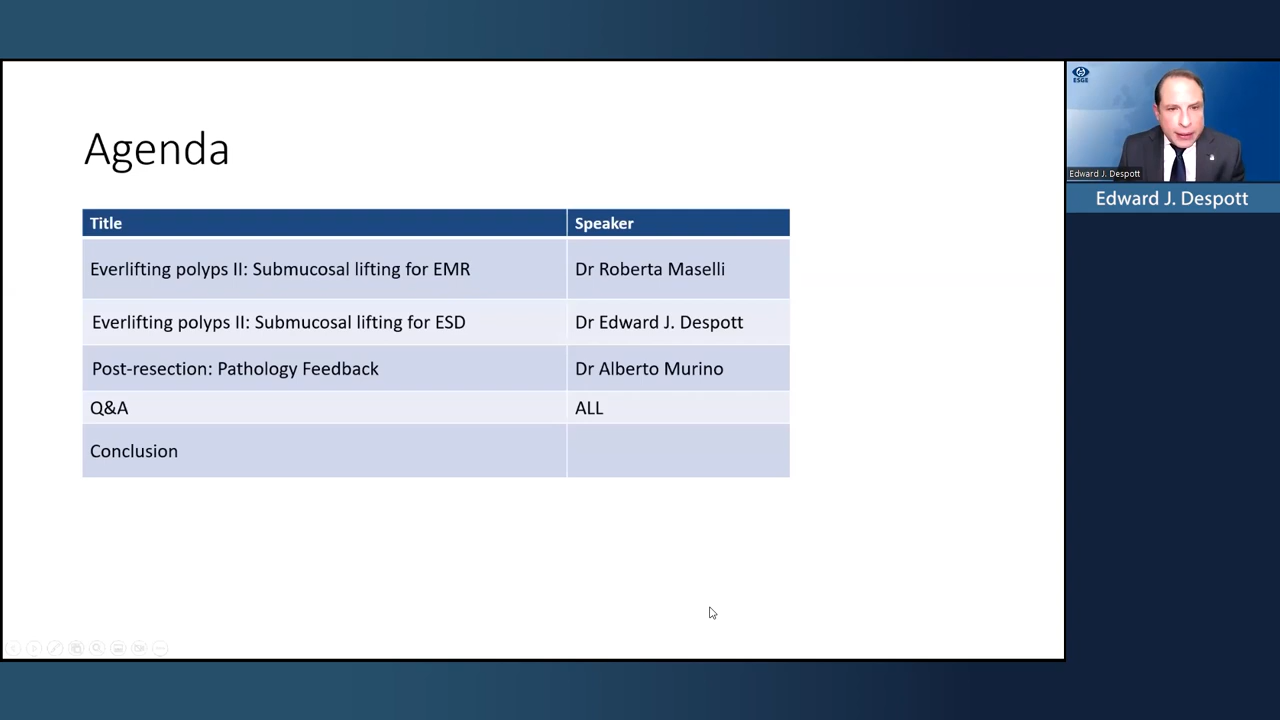 Agenda
Title Speaker
Everlifting polyps II: Submucosal lifting for EMR Dr Roberta Maselli
Everlifting polyps II: Submucosal lifting for ESD Dr Edward J. Despott
Post-resection: Pathology Feedback Dr Alberto Murino
Q&A ALL
Conclusion
ESGE
Edward J. Despott
Edward J. Despott